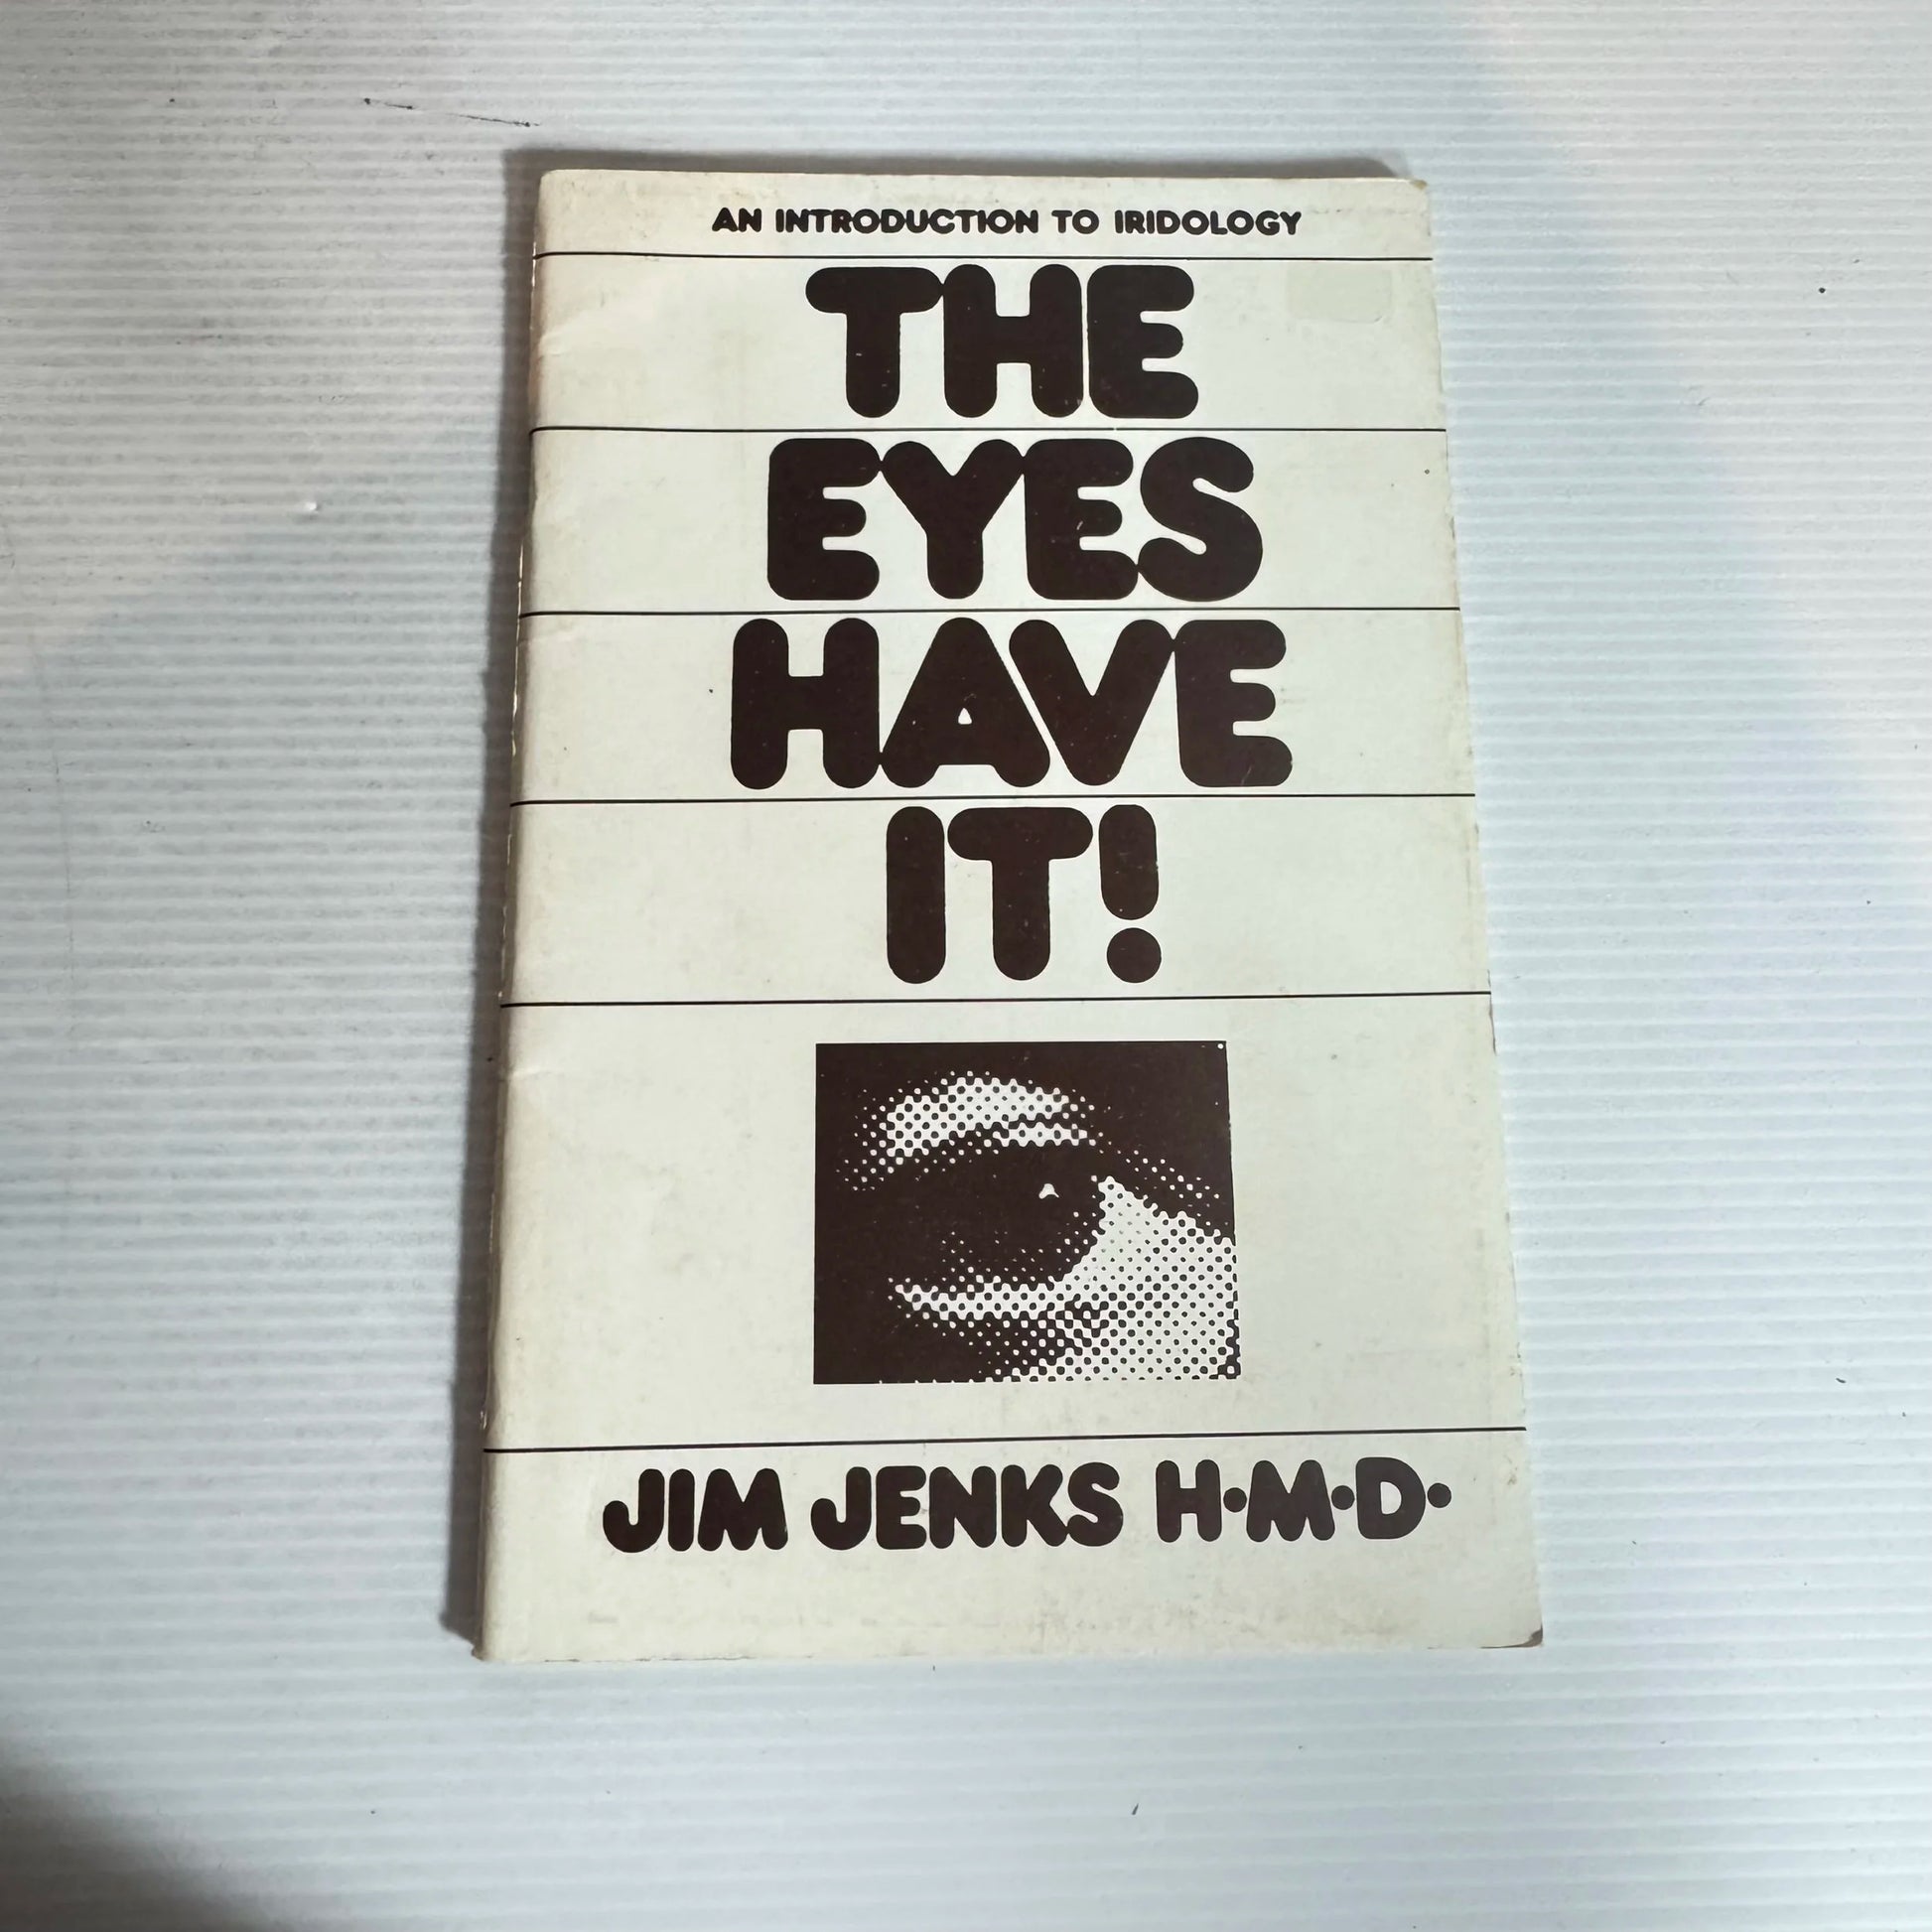 AN INTRODUCTION TO IRIDOLOGY
THE
EYES
HAVE
IT!
JIM JENKS H•M•D•